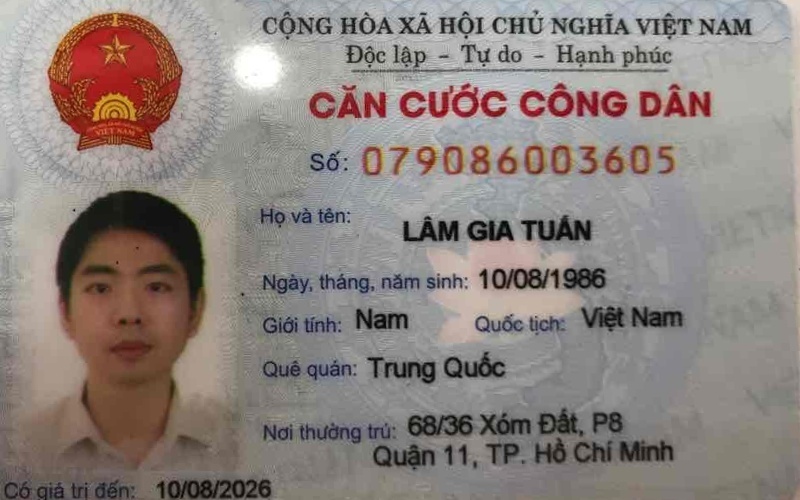 CỘNG HÒA XÃ HỘI CHỦ NGHĨA VIỆT NAM
Độc lập - Tự do - Hạnh phúc
CĂN CƯỚC CÔNG DÂN
Số: 079086003605
Họ và tên:
LÂM GIA TUẤN
Ngày, tháng, năm sinh: 10/08/1986
Giới tính: Nam Quốc tịch: Việt Nam
Quê quán: Trung Quốc
Nơi thường trú: 68/36 Xóm Đất, P8
Quận 11, TP. Hồ Chí Minh
Có giá trị đến: 10/08/2026
VIỆT NAM